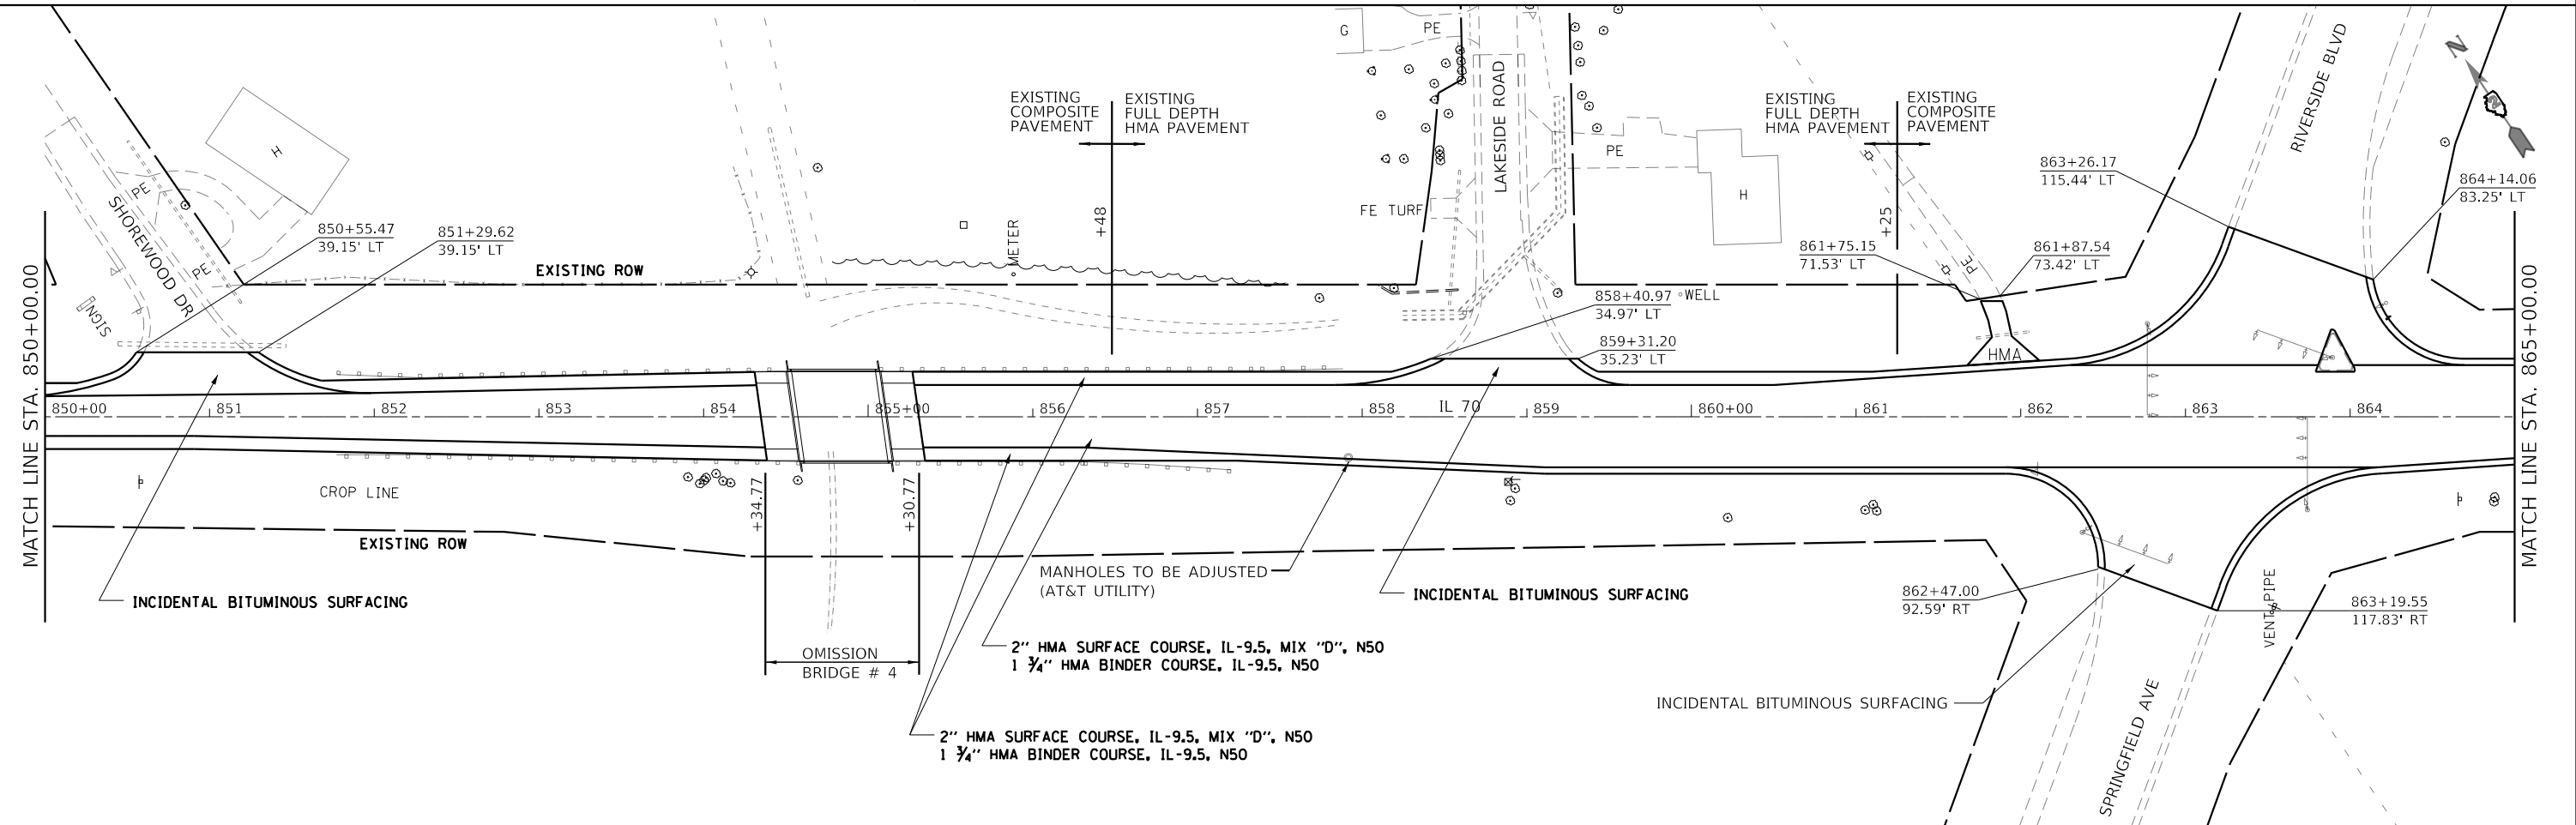 G
PE
LAKESIDE ROAD
RIVERSIDE BLVD
N
EXISTING
COMPOSITE
PAVEMENT
EXISTING
FULL DEPTH
HMA PAVEMENT
EXISTING
FULL DEPTH
HMA PAVEMENT
EXISTING
COMPOSITE
PAVEMENT
H
PE
PE
SHOREWOOD DR
SIGN
850+55.47
39.15' LT
851+29.62
39.15' LT
EXISTING ROW
METER
+48
FE TURF
PE
H
+25
861+75.15
71.53' LT
PE
861+87.54
73.42' LT
863+26.17
115.44' LT
864+14.06
83.25' LT
858+40.97
34.97' LT
WELL
859+31.20
35.23' LT
HMA
MATCH LINE STA. 850+00.00
850+00
851
852
853
854
855+00
856
857
858
IL 70
859
860+00
861
862
863
864
MATCH LINE STA. 865+00.00
CROP LINE
EXISTING ROW
+34.77
+30.77
INCIDENTAL BITUMINOUS SURFACING
OMISSION
BRIDGE # 4
MANHOLES TO BE ADJUSTED
(AT&T UTILITY)
INCIDENTAL BITUMINOUS SURFACING
862+47.00
92.59' RT
VENT PIPE
863+19.55
117.83' RT
2" HMA SURFACE COURSE, IL-9.5, MIX "D", N50
1 3/4" HMA BINDER COURSE, IL-9.5, N50
INCIDENTAL BITUMINOUS SURFACING
SPRINGFIELD AVE
2" HMA SURFACE COURSE, IL-9.5, MIX "D", N50
1 3/4" HMA BINDER COURSE, IL-9.5, N50